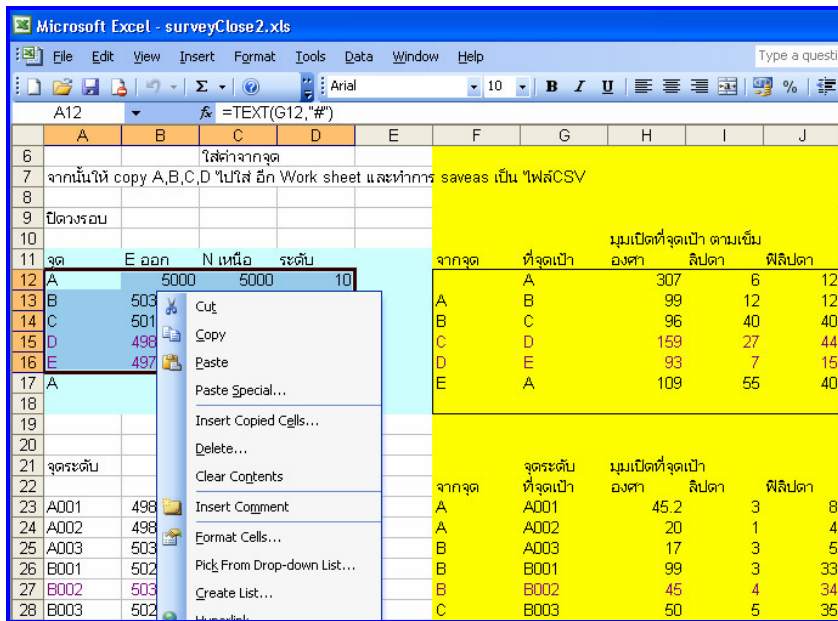 Microsoft Excel - surveyClose2.xls
File Edit View Insert Format Tools Data Window Help Type a questi
Arial 10 B I U %
A12 fx =TEXT(G12,"#")
A B C D E F G H I J
6 ใส่ค่าจากจุด
7 จากนั้นให้ copy A,B,C,D ไปใส่ อีก Work sheet และทำการ saveas เป็น ไฟล์CSV
8
9 ปิดวงรอบ
10 มุมเปิดที่จุดเป้า ตามเข็ม
11 จุด E ออก N เหนือ ระดับ จากจุด ที่จุดเป้า องศา ลิปดา ฟิลิปดา
12 A 5000 5000 10 A 307 6 12
13 B 503 A B 99 12 12
14 C 501 B C 96 40 40
15 D 498 C D 159 27 44
16 E 497 D E 93 7 15
17 A E A 109 55 40
18
19
20
21 จุดระดับ จุดระดับ มุมเปิดที่จุดเป้า
22 จากจุด ที่จุดเป้า องศา ลิปดา ฟิลิปดา
23 A001 498 A A001 45.2 3 8
24 A002 498 A A002 20 1 4
25 A003 503 B A003 17 3 5
26 B001 502 B B001 99 3 33
27 B002 503 B B002 45 4 34
28 B003 502 C B003 50 5 35
Cut
Copy
Paste
Paste Special...
Insert Copied Cells...
Delete...
Clear Contents
Insert Comment
Format Cells...
Pick From Drop-down List...
Create List...
Hyperlink